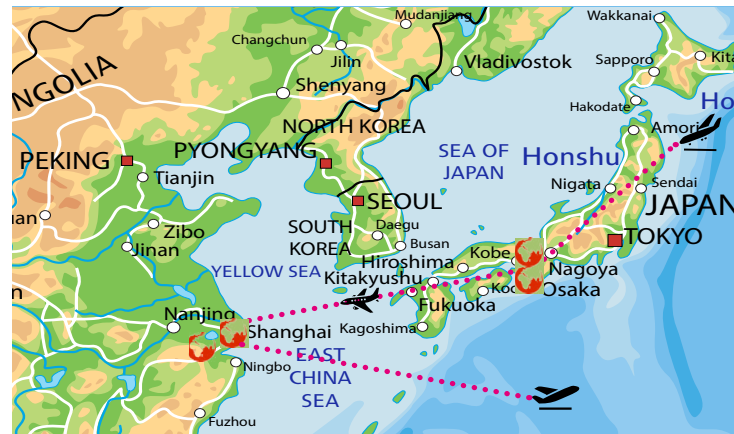 Mudanjiang
Wakkanai
Changchun
Jilin
Vladivostok
Sapporo
Kita
NGOLIA
Shenyang
Hakodate
Ho
NORTH KOREA
Amori
PEKING
PYONGYANG
SEA OF
JAPAN
Honshu
Tianjin
Nigata
Sendai
SEOUL
JAPAN
uan
Zibo
SOUTH
KOREA
Daegu
TOKYO
Jinan
Busan
Kobe
YELLOW SEA
Hiroshima
Nagoya
Kitakyushu
n
Fukuoka
Koc
Osaka
Nanjing
Shanghai
Kagoshima
EAST
CHINA
SEA
Ningbo
Fuzhou